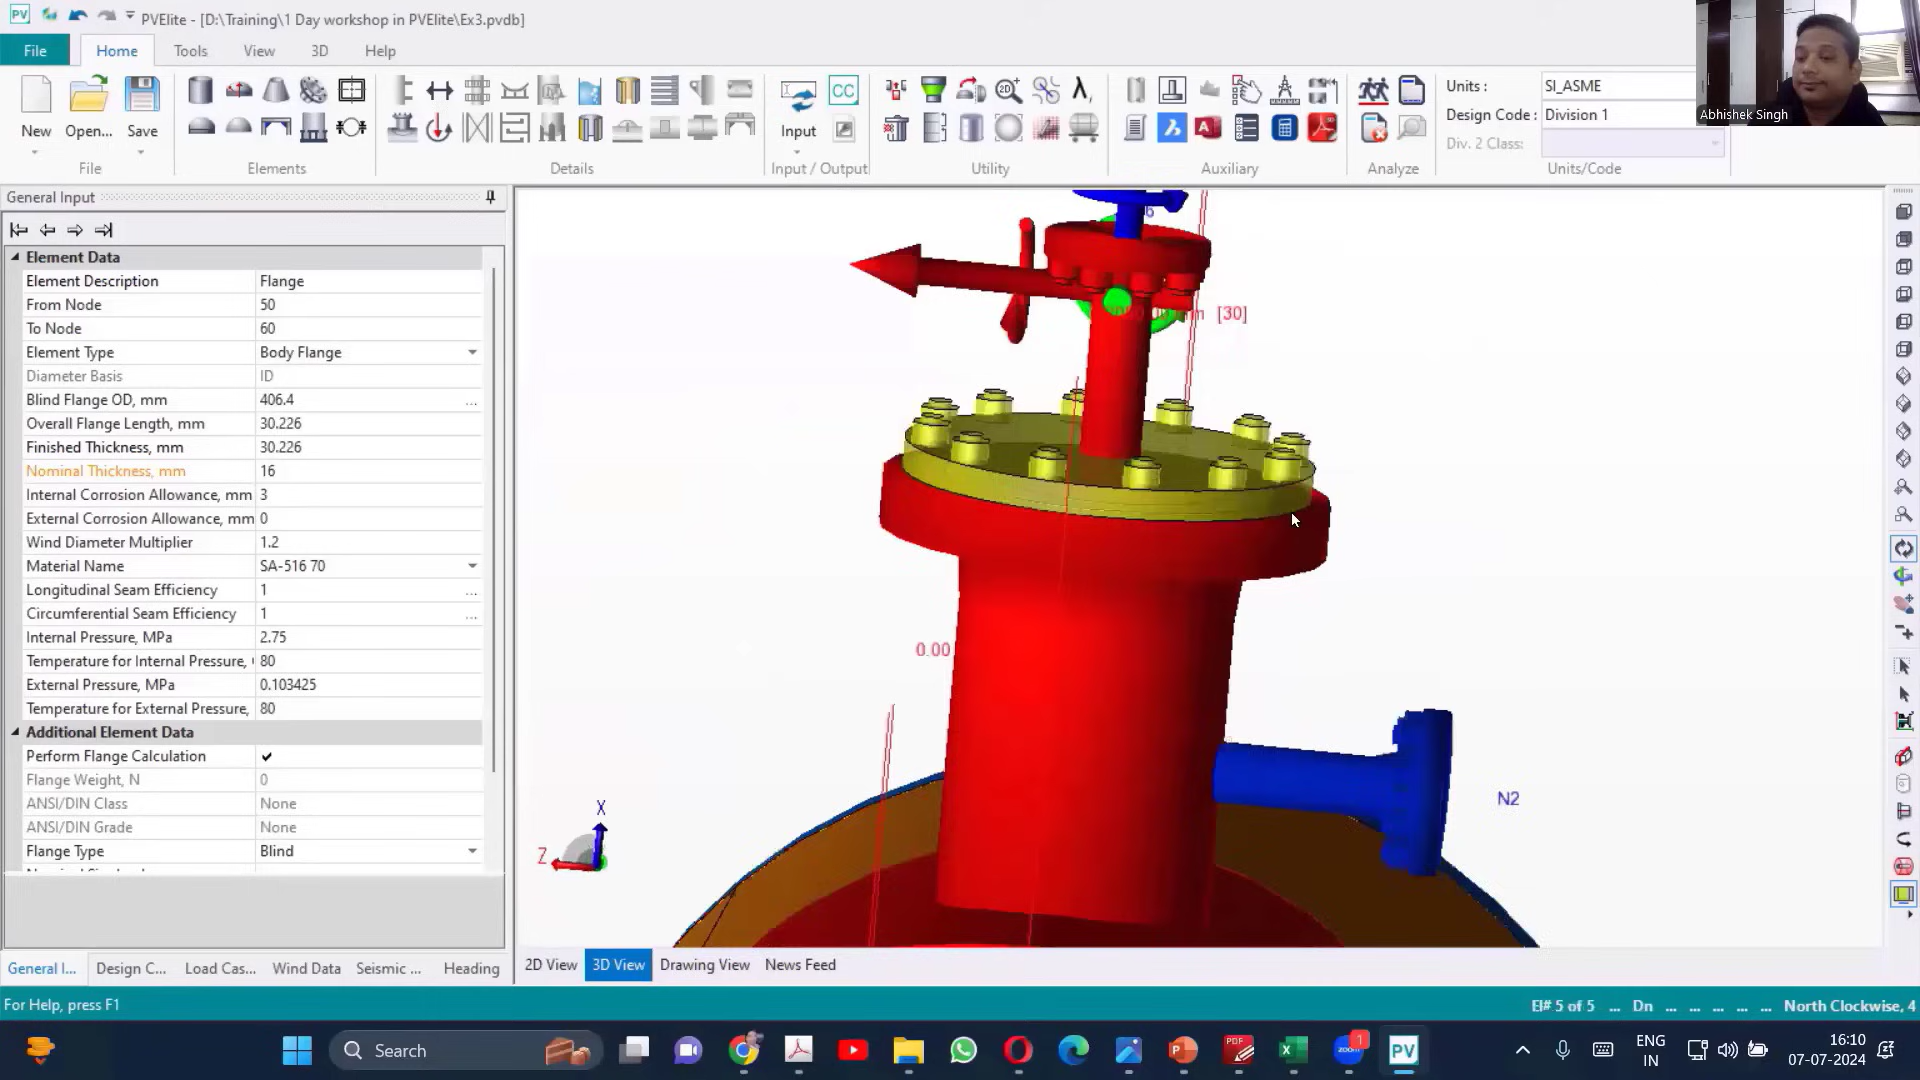 PVElite - [D:\Training\1 Day workshop in PVElite\Ex3.pvdb]
File Home Tools View 3D Help
New Open... Save Input
File Elements Details Input / Output Utility Auxiliary Analyze Units/Code
Units : SI_ASME
Design Code : Division 1
Div. 2 Class:
Abhishek Singh
General Input
Element Data
Element Description Flange
From Node 50
To Node 60
Element Type Body Flange
Diameter Basis ID
Blind Flange OD, mm 406.4 ...
Overall Flange Length, mm 30.226
Finished Thickness, mm 30.226
Nominal Thickness, mm 16
Internal Corrosion Allowance, mm 3
External Corrosion Allowance, mm 0
Wind Diameter Multiplier 1.2
Material Name SA-516 70
Longitudinal Seam Efficiency 1 ...
Circumferential Seam Efficiency 1 ...
Internal Pressure, MPa 2.75
Temperature for Internal Pressure, 80
External Pressure, MPa 0.103425
Temperature for External Pressure, 80
Additional Element Data
Perform Flange Calculation ✔
Flange Weight, N 0
ANSI/DIN Class None
ANSI/DIN Grade None
Flange Type Blind
General I... Design C... Load Cas... Wind Data Seismic ... Heading
[30]
0.00
N2
X
Z
2D View 3D View Drawing View News Feed
For Help, press F1
El# 5 of 5 ... Dn ... ... ... ... North Clockwise, 4
Search
ENG
IN
16:10
07-07-2024